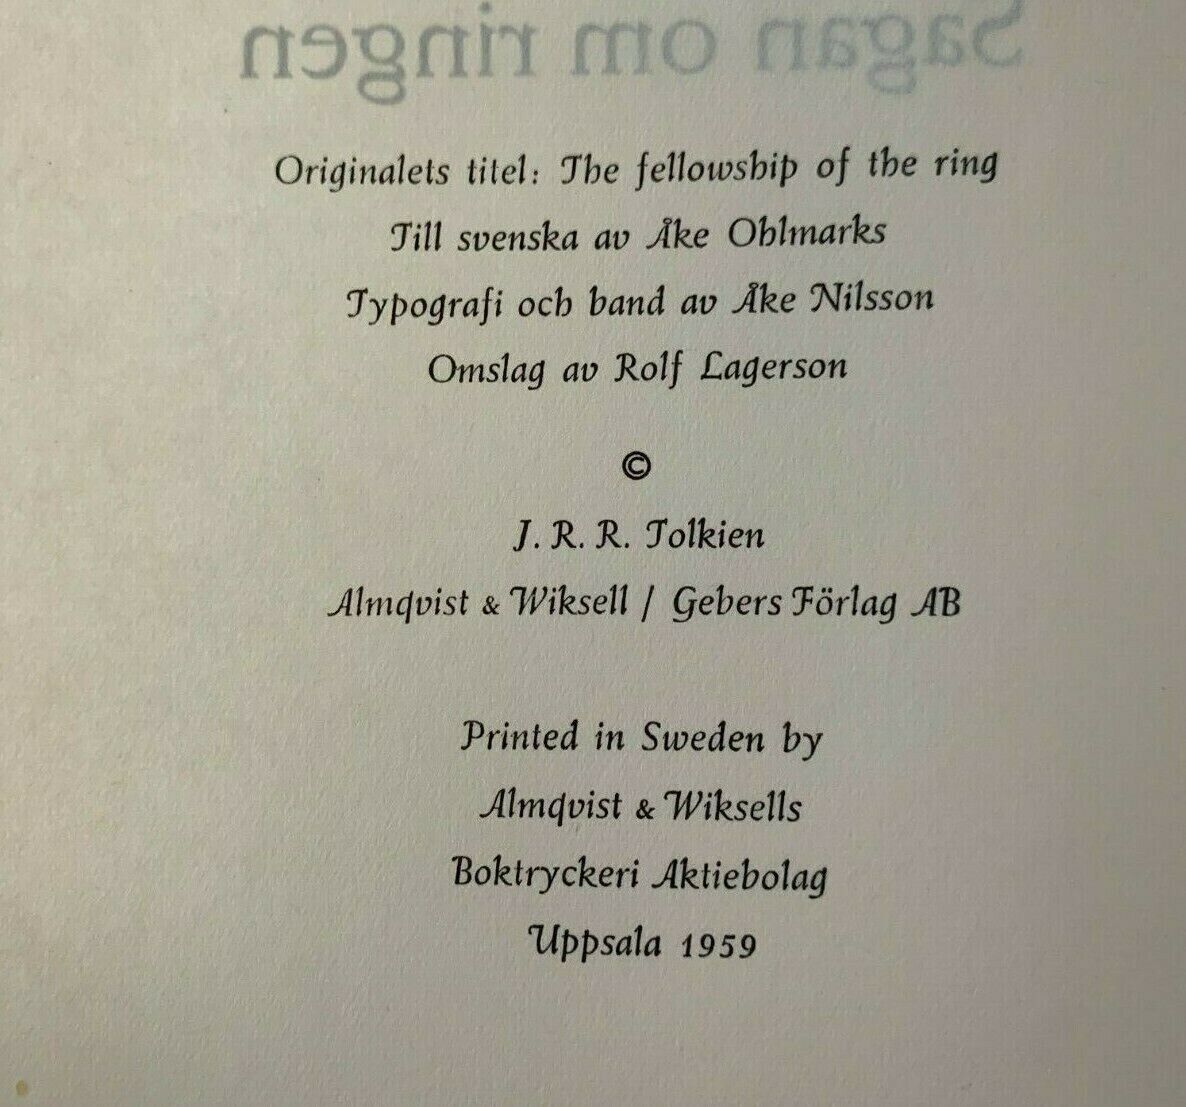 Sagan om ringen
Originalets titel: The fellowship of the ring
Till svenska av Åke Ohlmarks
Typografi och band av Åke Nilsson
Omslag av Rolf Lagerson
©
J. R. R. Tolkien
Almqvist & Wiksell / Gebers Förlag AB
Printed in Sweden by
Almqvist & Wiksells
Boktryckeri Aktiebolag
Uppsala 1959